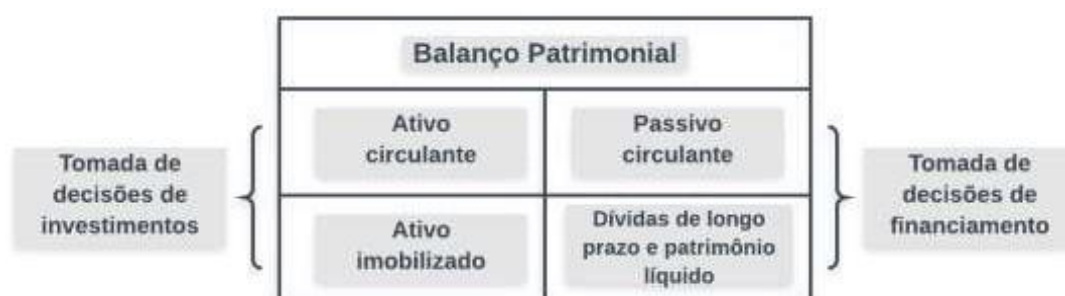 Balanço Patrimonial
Tomada de
decisões de
investimentos
Ativo
circulante
Passivo
circulante
Ativo
imobilizado
Dívidas de longo
prazo e patrimônio
líquido
Tomada de
decisões de
financiamento